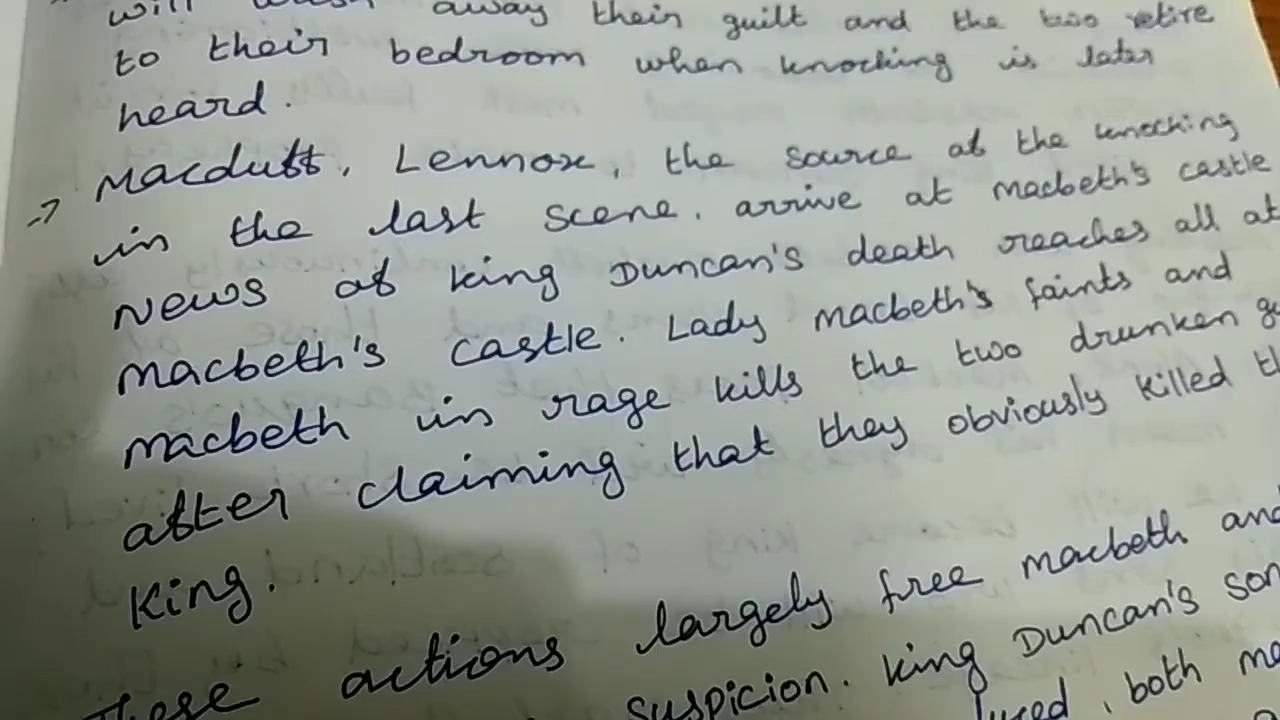 will wash away their guilt and the two retire
to their bedroom when knocking is later
heard.
Macduff, Lennox, the source of the knocking
in the last scene, arrive at macbeth's castle
News of king Duncan's death reaches all at
macbeth's castle. Lady macbeth's faints and
macbeth in rage kills the two drunken
after claiming that they obviously killed
King.
These actions largely free macbeth and
suspicion. king Duncan's
both